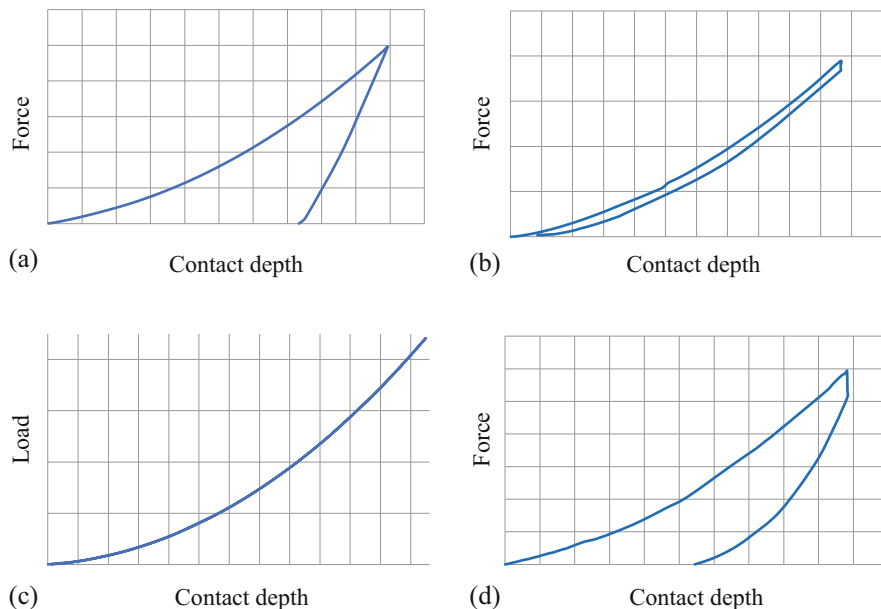 Force
(a)
Contact depth
Force
(b)
Contact depth
Load
(c)
Contact depth
Force
(d)
Contact depth